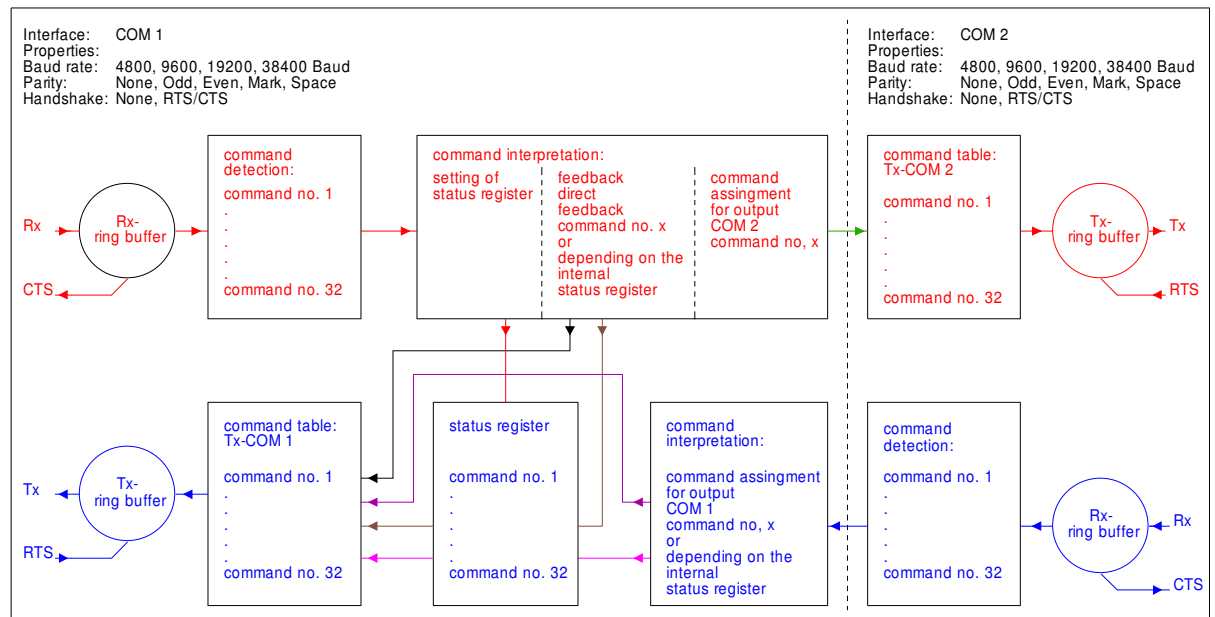 Interface: COM 1
Properties:
Baud rate: 4800, 9600, 19200, 38400 Baud
Parity: None, Odd, Even, Mark, Space
Handshake: None, RTS/CTS
Interface: COM 2
Properties:
Baud rate: 4800, 9600, 19200, 38400 Baud
Parity: None, Odd, Even, Mark, Space
Handshake: None, RTS/CTS
Rx
CTS
Rx-
ring buffer
command
detection:
command no. 1
.
.
.
.
.
command no. 32
command interpretation:
setting of
status register
feedback
direct
feedback
command no. x
or
depending on the
internal
status register
command
assingment
for output
COM 2
command no, x
command table:
Tx-COM 2
command no. 1
.
.
.
.
.
command no. 32
Tx-
ring buffer
Tx
RTS
Tx
RTS
Tx-
ring buffer
command table:
Tx-COM 1
command no. 1
.
.
.
.
.
command no. 32
status register
command no. 1
.
.
.
.
.
command no. 32
command
interpretation:
command assingment
for output
COM 1
command no, x
or
depending on the
internal
status register
command
detection:
command no. 1
.
.
.
.
.
command no. 32
Rx-
ring buffer
Rx
CTS